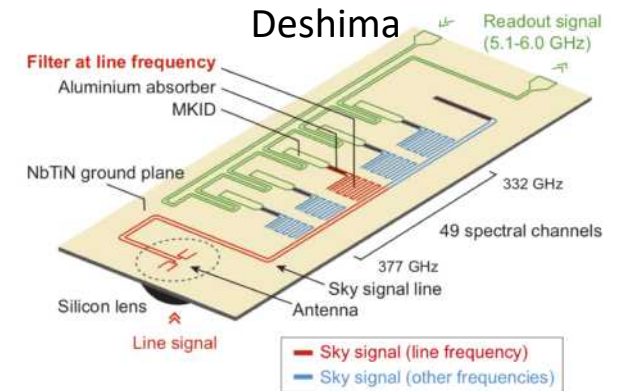 Deshima
Readout signal
(5.1-6.0 GHz)
Filter at line frequency
Aluminium absorber
MKID
NbTiN ground plane
332 GHz
49 spectral channels
377 GHz
Sky signal line
Antenna
Silicon lens
Line signal
Sky signal (line frequency)
Sky signal (other frequencies)